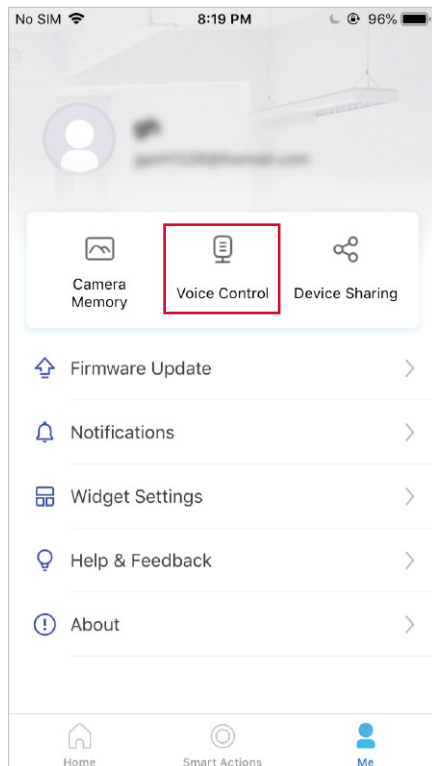 No SIM 8:19 PM 96%
Camera
Memory
Voice Control
Device Sharing
Firmware Update
Notifications
Widget Settings
Help & Feedback
About
Home
Smart Actions
Me